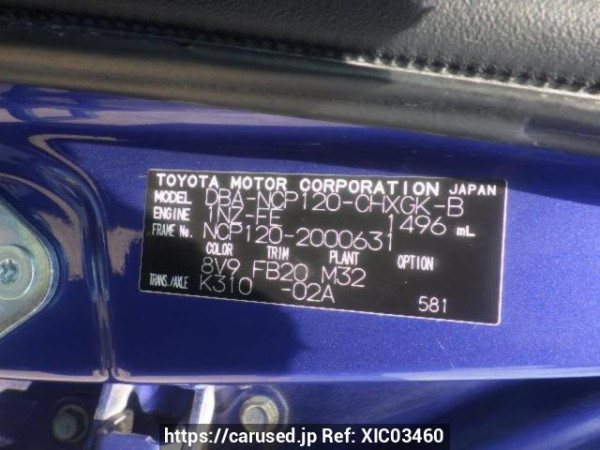 TOYOTA MOTOR CORPORATION JAPAN
MODEL DBA-NCP120-CHXGK-B
ENGINE 1NZ-FE 1496 mL
FRAME No. NCP120-2000631
COLOR TRIM PLANT OPTION
8V9 FB20 M32
TRANS./AXLE K310 -02A
581
https://carused.jp Ref: XIC03460